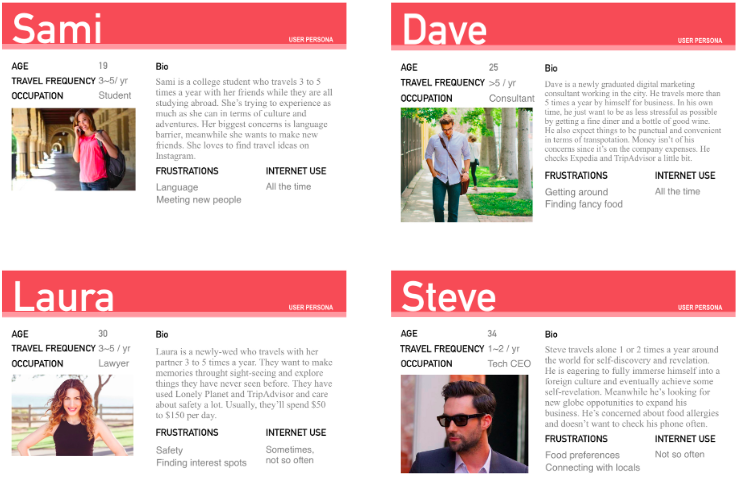 Sami
USER PERSONA
AGE 19
TRAVEL FREQUENCY 3~5/ yr
OCCUPATION Student
Bio
Sami is a college student who travels 3 to 5
times a year with her friends while they are all
studying abroad. She's trying to experience as
much as she can in terms of culture and
adventures. Her biggest concerns is language
barrier, meanwhile she wants to make new
friends. She loves to find travel ideas on
Instagram.
FRUSTRATIONS
Language
Meeting new people
INTERNET USE
All the time
Dave
USER PERSONA
AGE 25
TRAVEL FREQUENCY >5 / yr
OCCUPATION Consultant
Bio
Dave is a newly graduated digital marketing
consultant working in the city. He travels more than
5 times a year by himself for business. In his own
time, he just want to be as less stressful as possible
by getting a fine diner and a bottle of good wine.
He also expect things to be punctual and convenient
in terms of transpotation. Money isn't of his
concerns since it's on the company expenses. He
checks Expedia and TripAdvisor a little bit.
FRUSTRATIONS
Getting around
Finding fancy food
INTERNET USE
All the time
Laura
USER PERSONA
AGE 30
TRAVEL FREQUENCY 3~5 / yr
OCCUPATION Lawyer
Bio
Laura is a newly-wed who travels with her
partner 3 to 5 times a year. They want to make
memories throught sight-seeing and explore
things they have never seen before. They have
used Lonely Planet and TripAdvisor and care
about safety a lot. Usually, they'll spend $50
to $150 per day.
FRUSTRATIONS
Safety
Finding interest spots
INTERNET USE
Sometimes,
not so often
Steve
USER PERSONA
AGE 34
TRAVEL FREQUENCY 1~2 / yr
OCCUPATION Tech CEO
Bio
Steve travels alone 1 or 2 times a year around
the world for self-discovery and revelation.
He is eagering to fully immerse himself into a
foreign culture and eventually achieve some
self-revelation. Meanwhile he's looking for
new globe oppotunities to expand his
business. He's concerned about food allergies
and doesn't want to check his phone often.
FRUSTRATIONS
Food preferences
Connecting with locals
INTERNET USE
Not so often